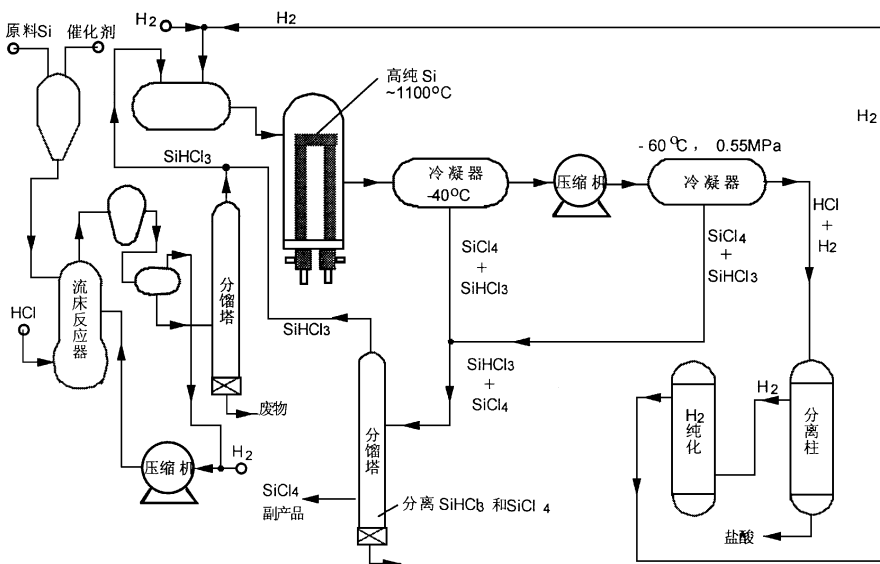 H2
H2
原料Si
催化剂
高纯 Si
~1100℃
H2
SiHCl3
冷凝器
-40℃
压缩机
- 60℃， 0.55MPa
冷凝器
HCl
+
H2
SiCl4
+
SiHCl3
SiCl4
+
SiHCl3
流床反应器
分馏塔
HCl
SiHCl3
SiHCl3
+
SiCl4
废物
H2
压缩机
分馏塔
SiCl4
副产品
分离 SiHCl3 和SiCl 4
H2
纯化
H2
分离柱
盐酸